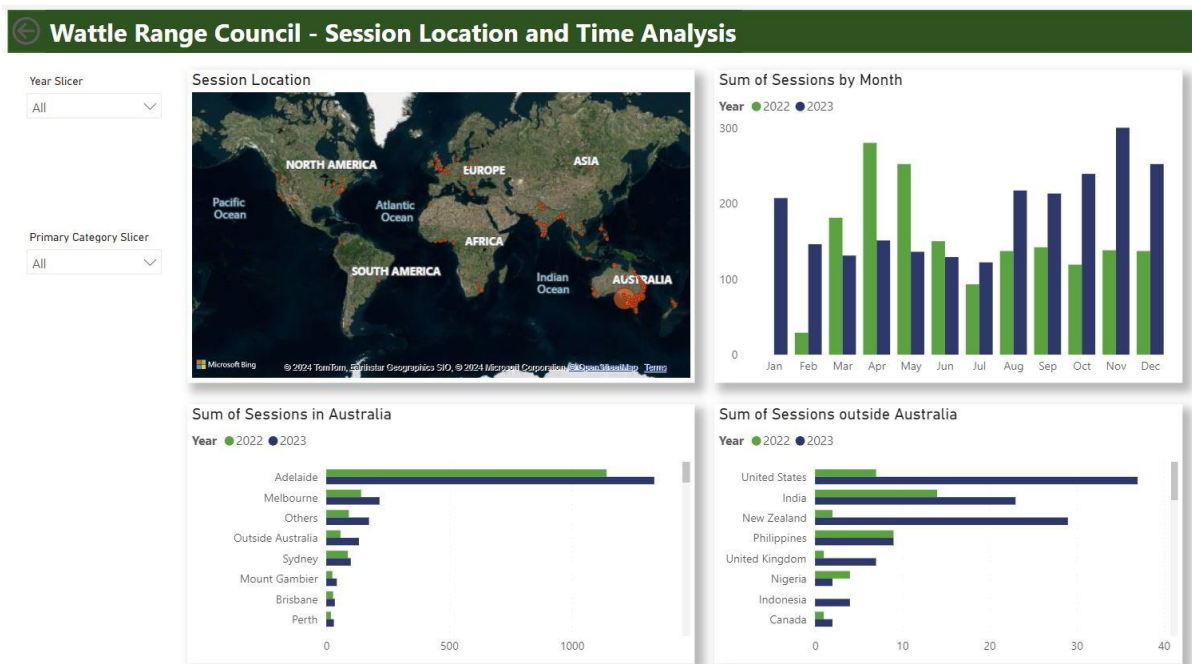 Wattle Range Council - Session Location and Time Analysis
Year Slicer
All
Primary Category Slicer
All
Session Location
NORTH AMERICA
EUROPE
ASIA
Pacific
Ocean
Atlantic
Ocean
AFRICA
SOUTH AMERICA
Indian
Ocean
AUSTRALIA
Microsoft Bing
© 2024 TomTom, Earthstar Geographics SIO, © 2024 Microsoft Corporation, © OpenStreetMap Terms
Sum of Sessions by Month
Year 2022 2023
300
200
100
0
Jan Feb Mar Apr May Jun Jul Aug Sep Oct Nov Dec
Sum of Sessions in Australia
Year 2022 2023
Adelaide
Melbourne
Others
Outside Australia
Sydney
Mount Gambier
Brisbane
Perth
0 500 1000
Sum of Sessions outside Australia
Year 2022 2023
United States
India
New Zealand
Philippines
United Kingdom
Nigeria
Indonesia
Canada
0 10 20 30 40